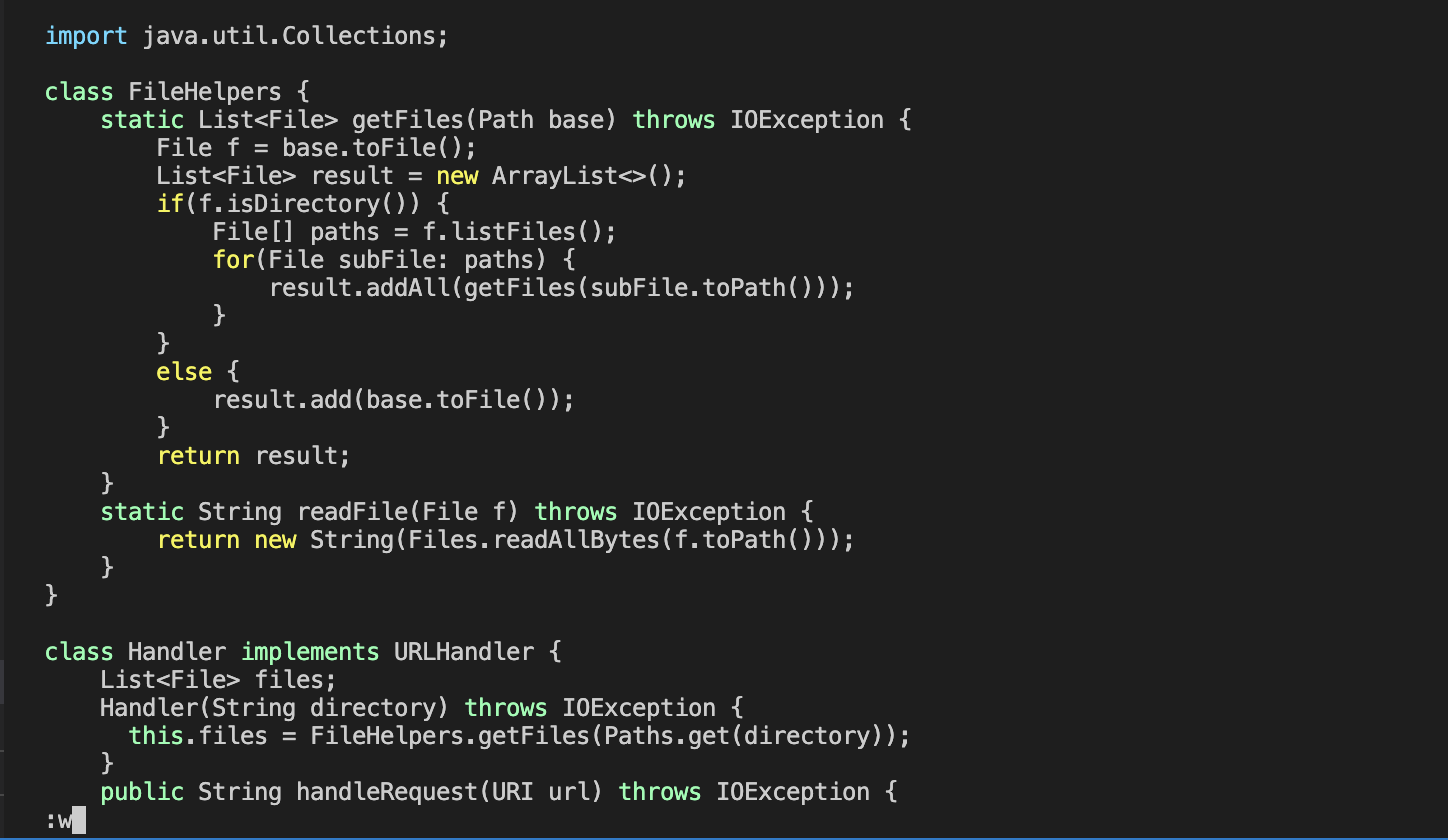 import java.util.Collections;

class FileHelpers {
    static List<File> getFiles(Path base) throws IOException {
        File f = base.toFile();
        List<File> result = new ArrayList<>();
        if(f.isDirectory()) {
            File[] paths = f.listFiles();
            for(File subFile: paths) {
                result.addAll(getFiles(subFile.toPath()));
            }
        }
        else {
            result.add(base.toFile());
        }
        return result;
    }
    static String readFile(File f) throws IOException {
        return new String(Files.readAllBytes(f.toPath()));
    }
}

class Handler implements URLHandler {
    List<File> files;
    Handler(String directory) throws IOException {
      this.files = FileHelpers.getFiles(Paths.get(directory));
    }
    public String handleRequest(URI url) throws IOException {
:w